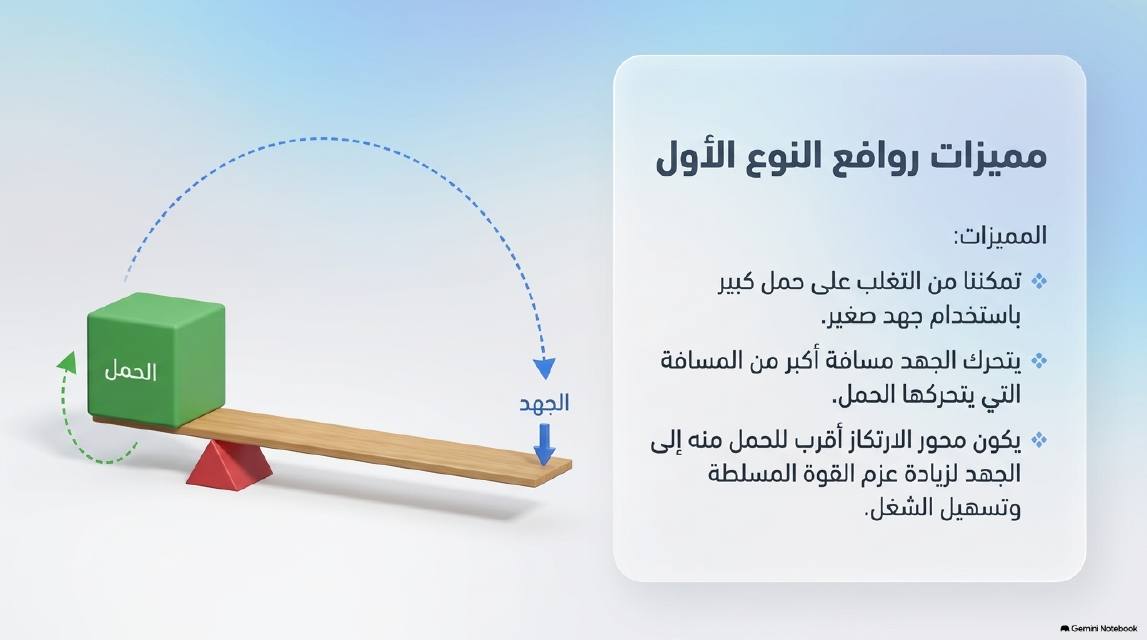 مميزات روافع النوع الأول
المميزات:
تمكننا من التغلب على حمل كبير
باستخدام جهد صغير.
يتحرك الجهد مسافة أكبر من المسافة
التي يتحركها الحمل.
يكون محور الارتكاز أقرب للحمل منه إلى
الجهد لزيادة عزم القوة المسلطة
وتسهيل الشغل.
الحمل
الجهد
Gemini Notebook